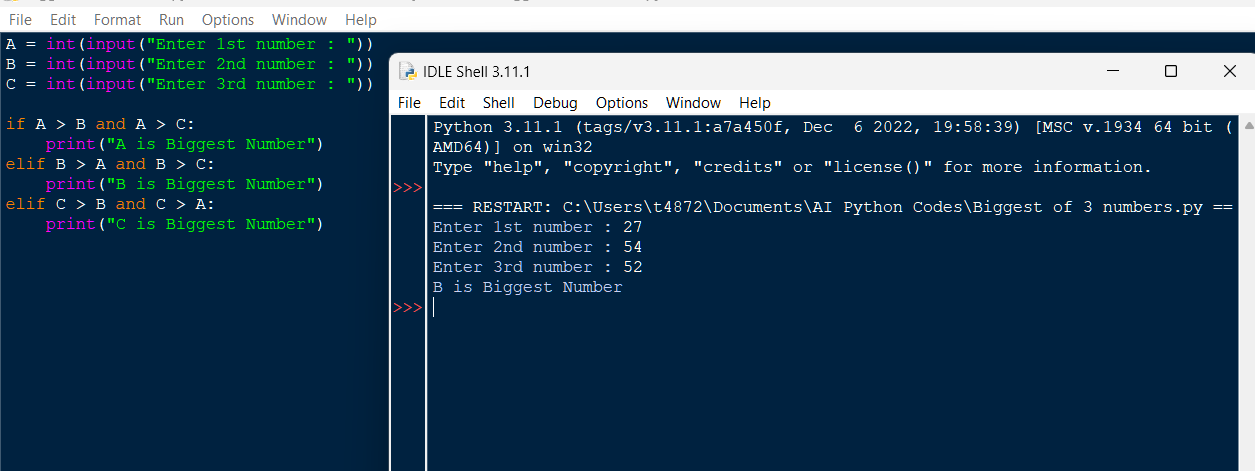 File Edit Format Run Options Window Help
A = int(input("Enter 1st number : "))
B = int(input("Enter 2nd number : "))
C = int(input("Enter 3rd number : "))
if A > B and A > C:
    print("A is Biggest Number")
elif B > A and B > C:
    print("B is Biggest Number")
elif C > B and C > A:
    print("C is Biggest Number")
IDLE Shell 3.11.1
File Edit Shell Debug Options Window Help
Python 3.11.1 (tags/v3.11.1:a7a450f, Dec  6 2022, 19:58:39) [MSC v.1934 64 bit (
AMD64)] on win32
Type "help", "copyright", "credits" or "license()" for more information.
>>>
=== RESTART: C:\Users\t4872\Documents\AI Python Codes\Biggest of 3 numbers.py ==
Enter 1st number : 27
Enter 2nd number : 54
Enter 3rd number : 52
B is Biggest Number
>>>